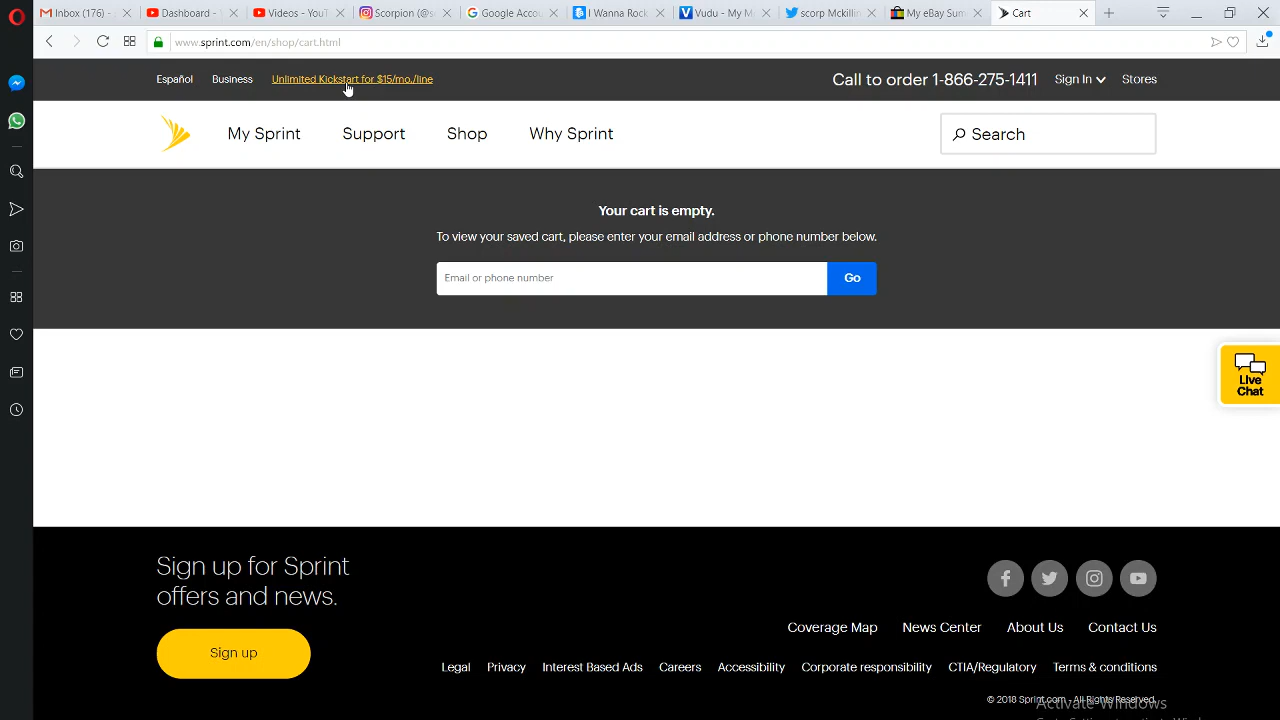 Inbox (176) -
Dashboard -
Videos - YouT
Scorpion (@s
Google Accou
I Wanna Rock
Vudu - My M
scorp Mckillin
My eBay Sum
Cart
www.sprint.com/en/shop/cart.html
Español
Business
Unlimited Kickstart for $15/mo./line
Call to order 1-866-275-1411
Sign In
Stores
My Sprint
Support
Shop
Why Sprint
Search
Your cart is empty.
To view your saved cart, please enter your email address or phone number below.
Email or phone number
Go
Live
Chat
Sign up for Sprint
offers and news.
Sign up
Coverage Map
News Center
About Us
Contact Us
Legal
Privacy
Interest Based Ads
Careers
Accessibility
Corporate responsibility
CTIA/Regulatory
Terms & conditions
© 2018 Sprint.com - All Rights Reserved.
Activate Windows